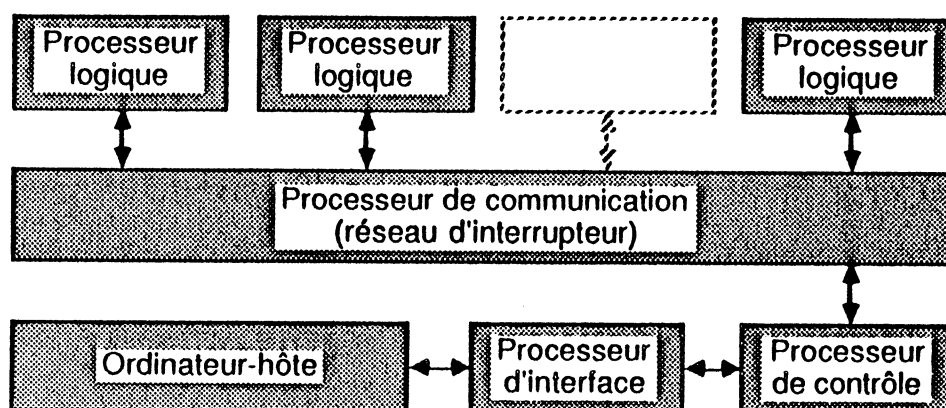 Processeur
logique
Processeur
logique
Processeur
logique
Processeur de communication
(réseau d'interrupteur)
Ordinateur-hôte
Processeur
d'interface
Processeur
de contrôle